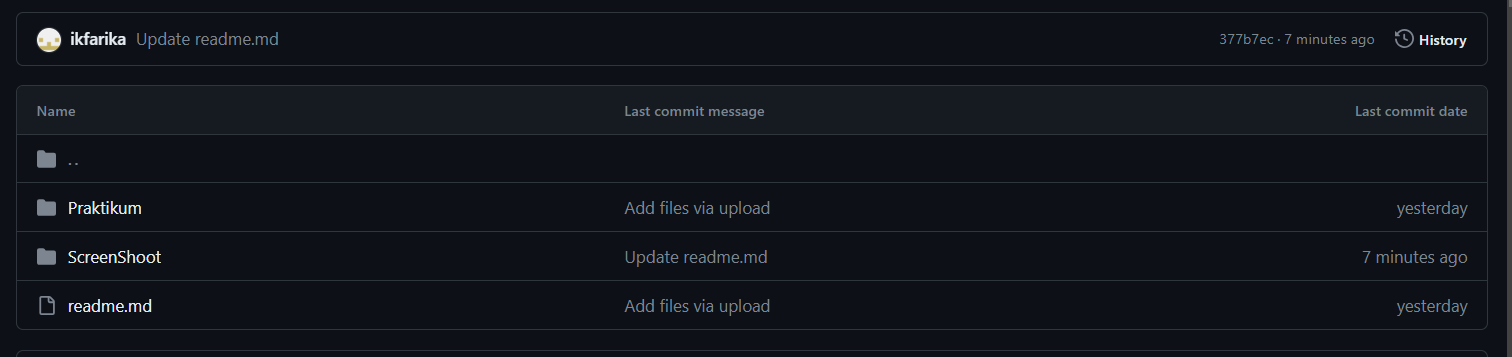 ikfarika Update readme.md 377b7ec · 7 minutes ago History
Name Last commit message Last commit date
..
Praktikum Add files via upload yesterday
ScreenShoot Update readme.md 7 minutes ago
readme.md Add files via upload yesterday